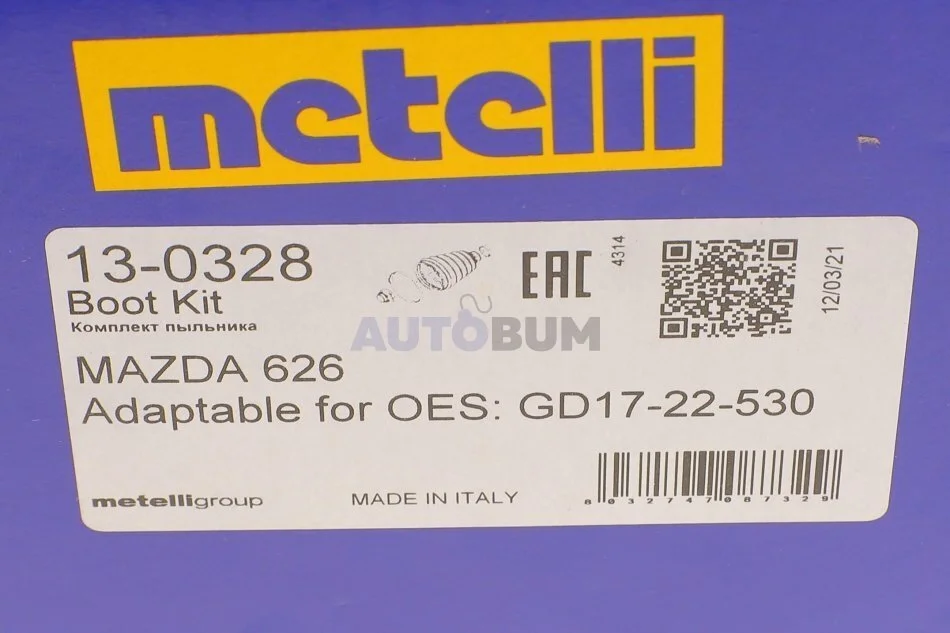 metelli
13-0328
Boot Kit
Комплект пыльника
EAC
4314
12/03/21
AUTOBUM
MAZDA 626
Adaptable for OES: GD17-22-530
metelligroup
MADE IN ITALY
8032747087329